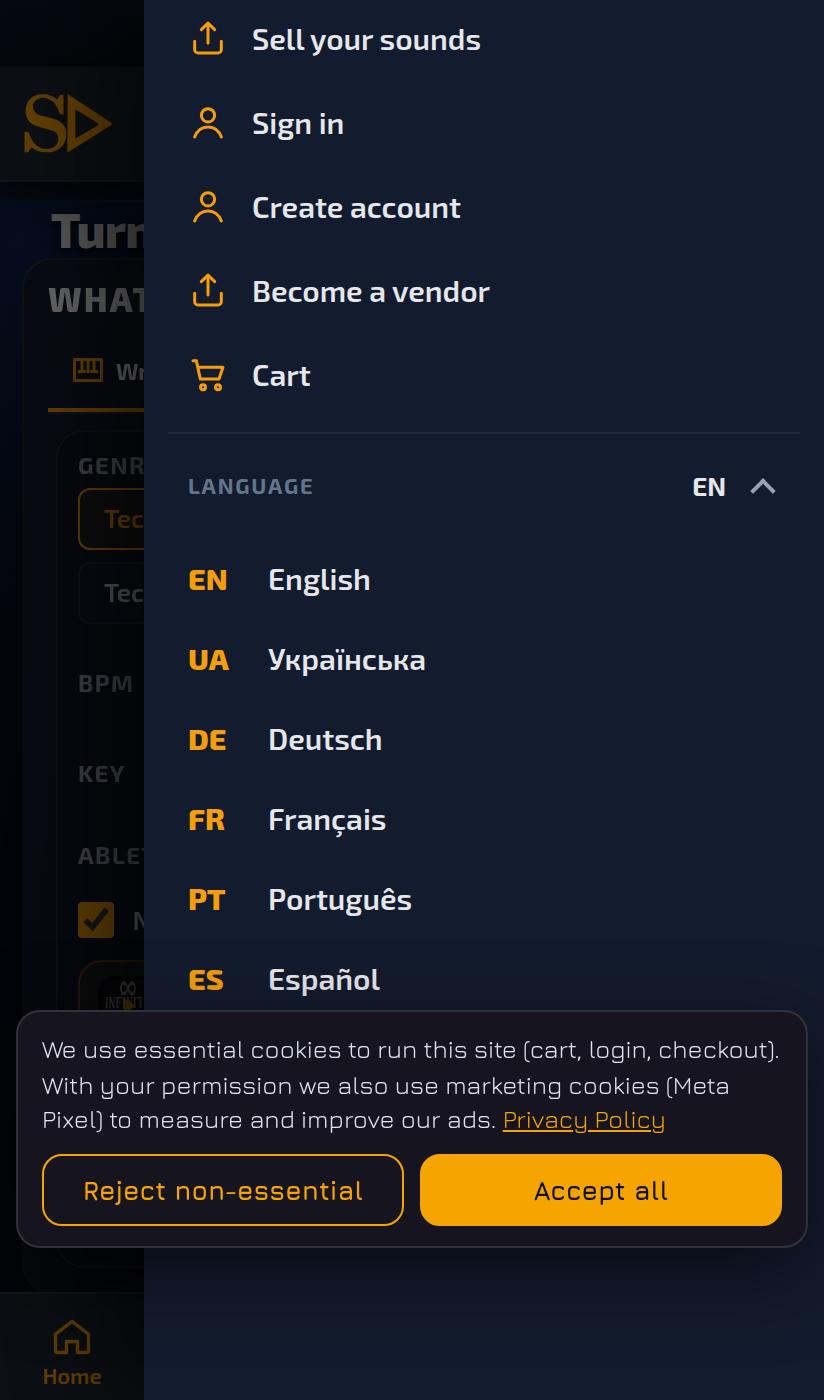 Sell your sounds
Sign in
Create account
Become a vendor
Cart
LANGUAGE
EN
EN English
UA Українська
DE Deutsch
FR Français
PT Português
ES Español
We use essential cookies to run this site (cart, login, checkout).
With your permission we also use marketing cookies (Meta
Pixel) to measure and improve our ads. Privacy Policy
Reject non-essential
Accept all
BPM
KEY
Home